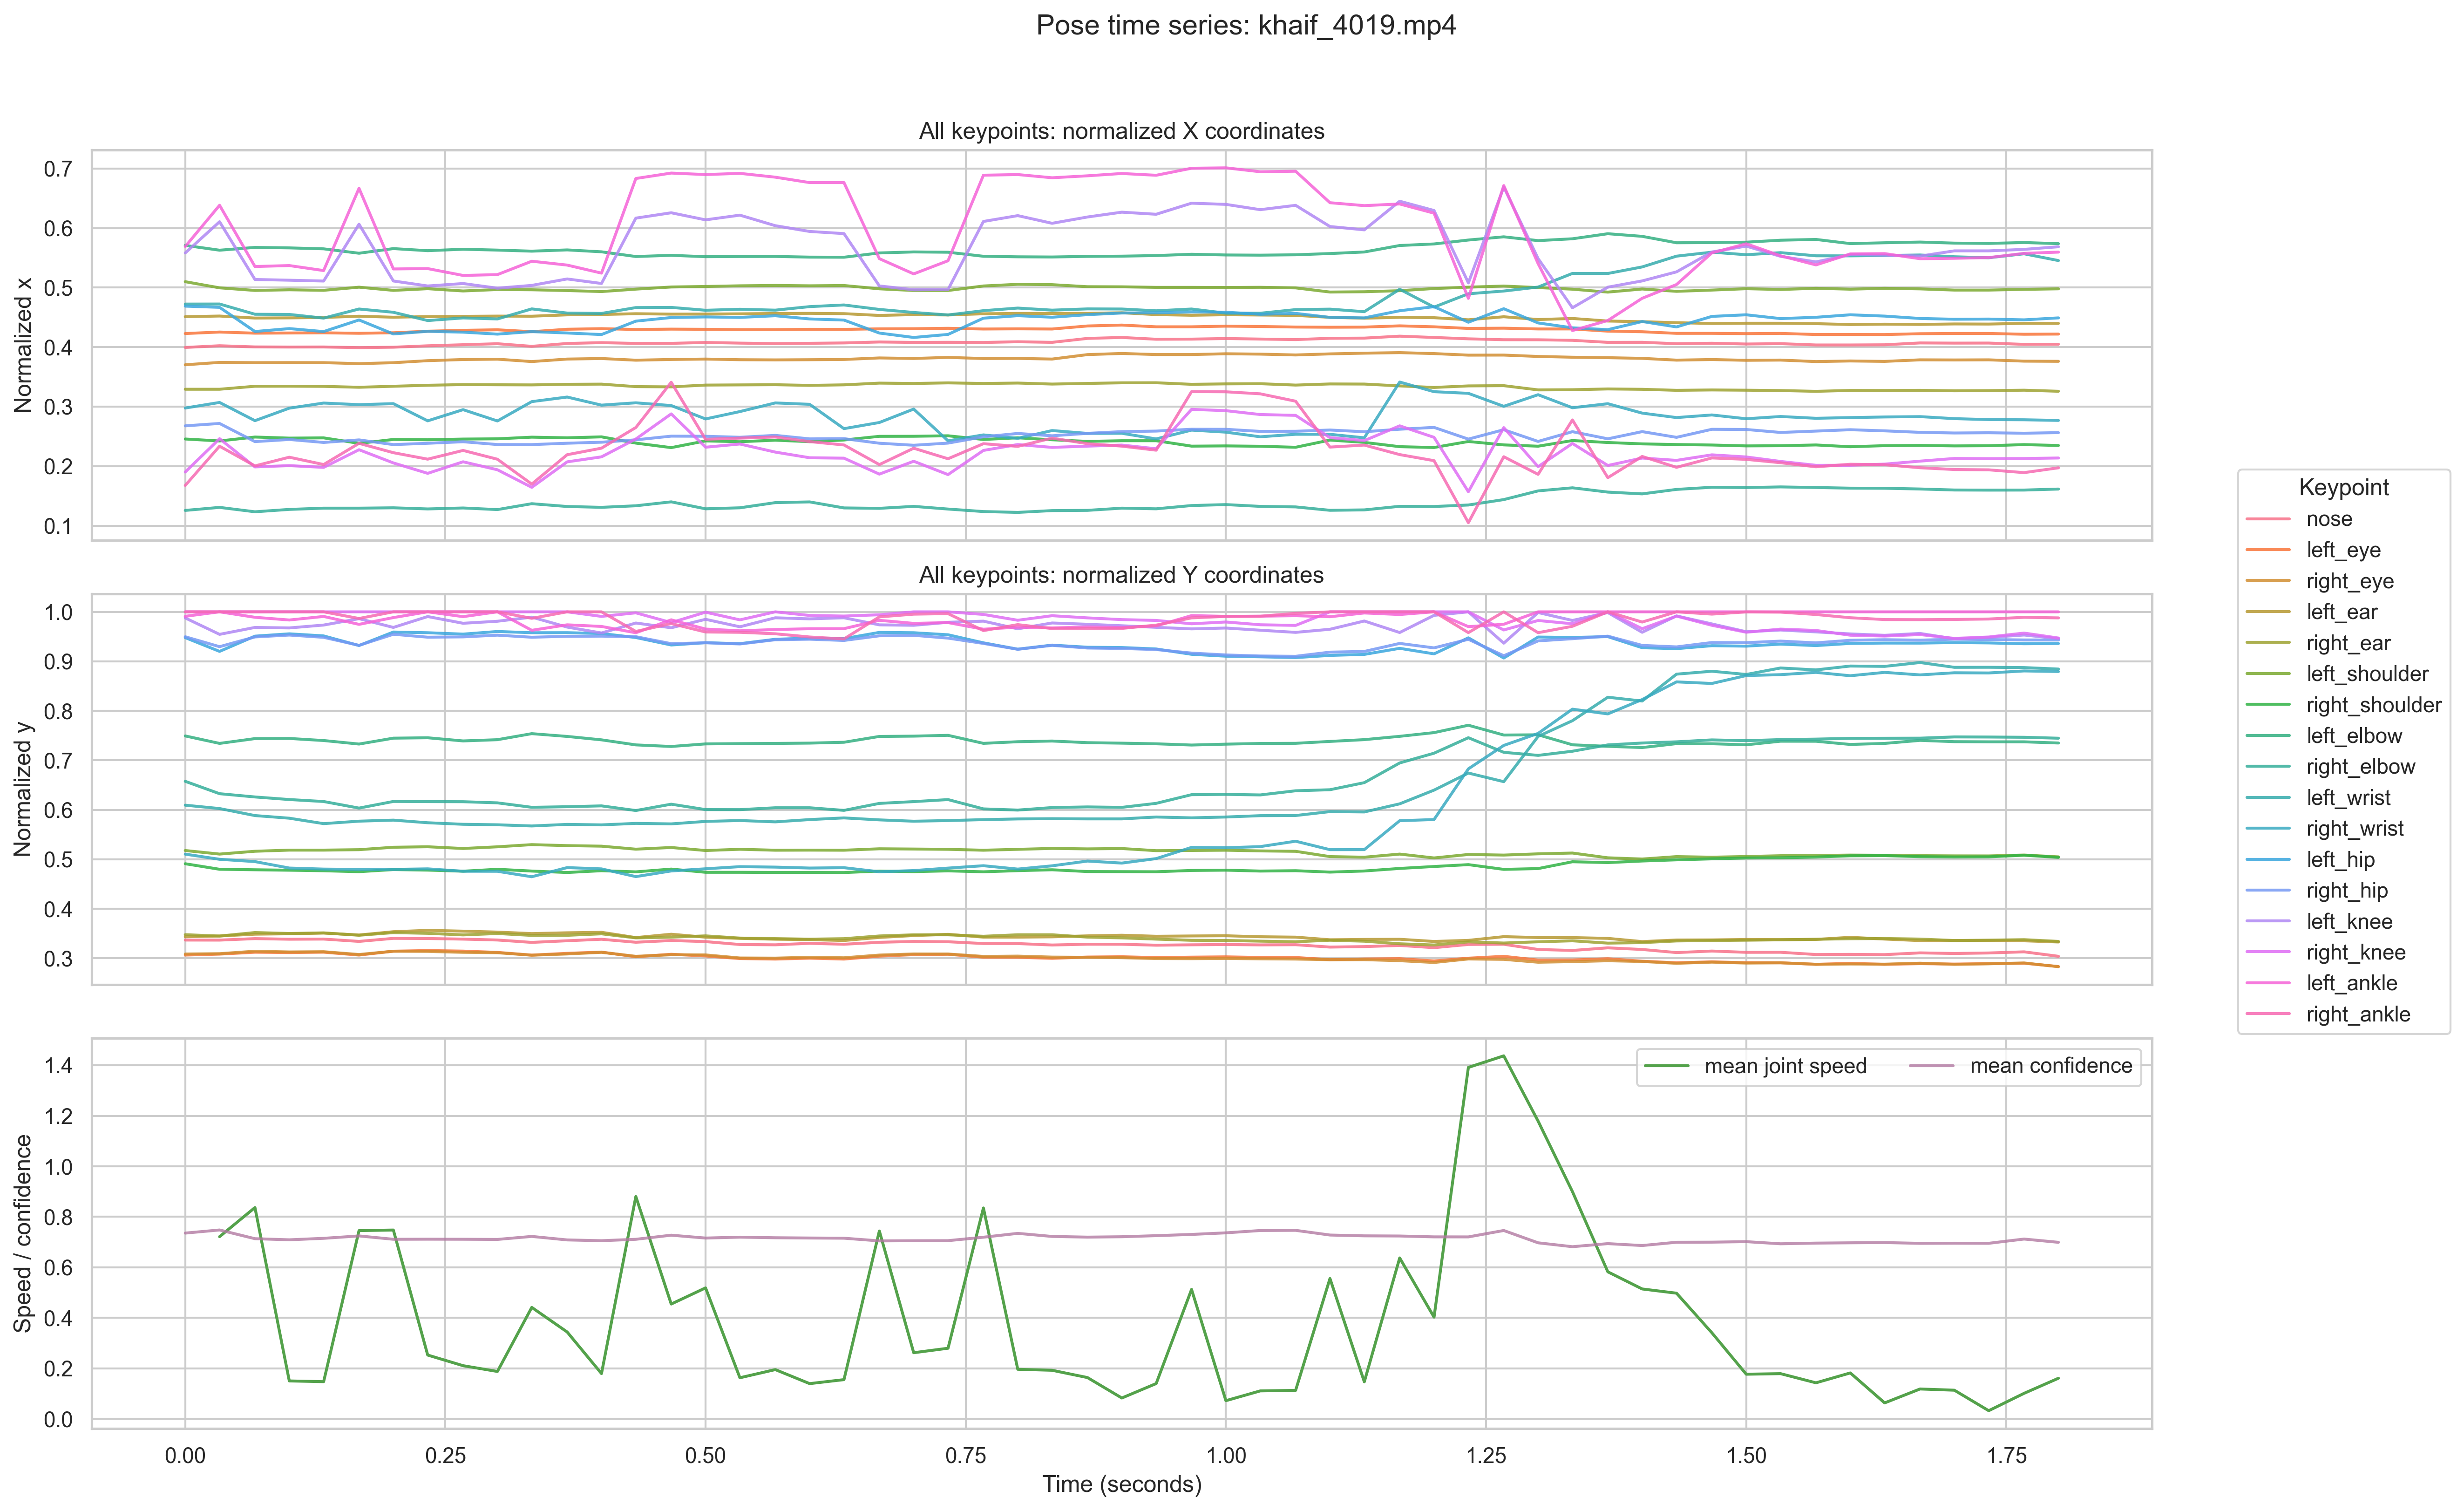 Pose time series: khaif_4019.mp4
All keypoints: normalized X coordinates
Normalized x
0.7
0.6
0.5
0.4
0.3
0.2
0.1
All keypoints: normalized Y coordinates
Normalized y
1.0
0.9
0.8
0.7
0.6
0.5
0.4
0.3
Keypoint
nose
left_eye
right_eye
left_ear
right_ear
left_shoulder
right_shoulder
left_elbow
right_elbow
left_wrist
right_wrist
left_hip
right_hip
left_knee
right_knee
left_ankle
right_ankle
Speed / confidence
1.4
1.2
1.0
0.8
0.6
0.4
0.2
0.0
mean joint speed mean confidence
0.00 0.25 0.50 0.75 1.00 1.25 1.50 1.75
Time (seconds)